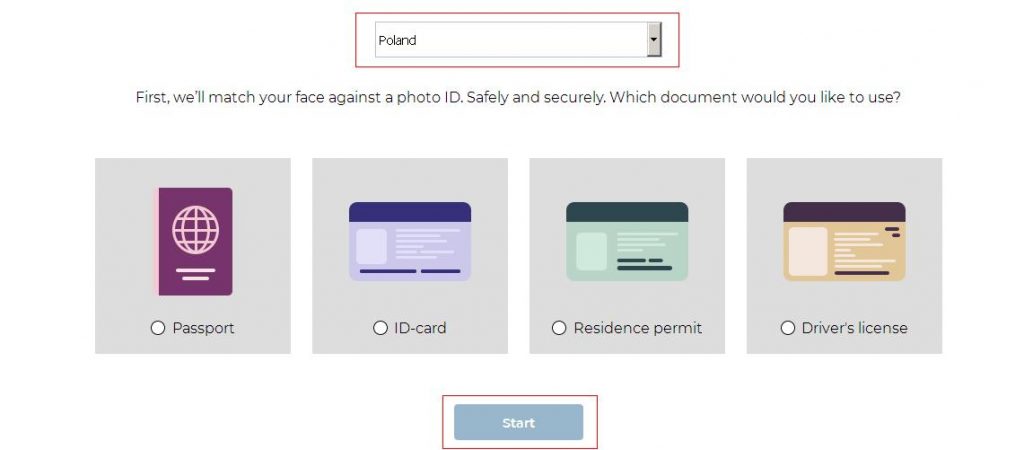 Poland
First, we'll match your face against a photo ID. Safely and securely. Which document would you like to use?
Passport
ID-card
Residence permit
Driver's license
Start